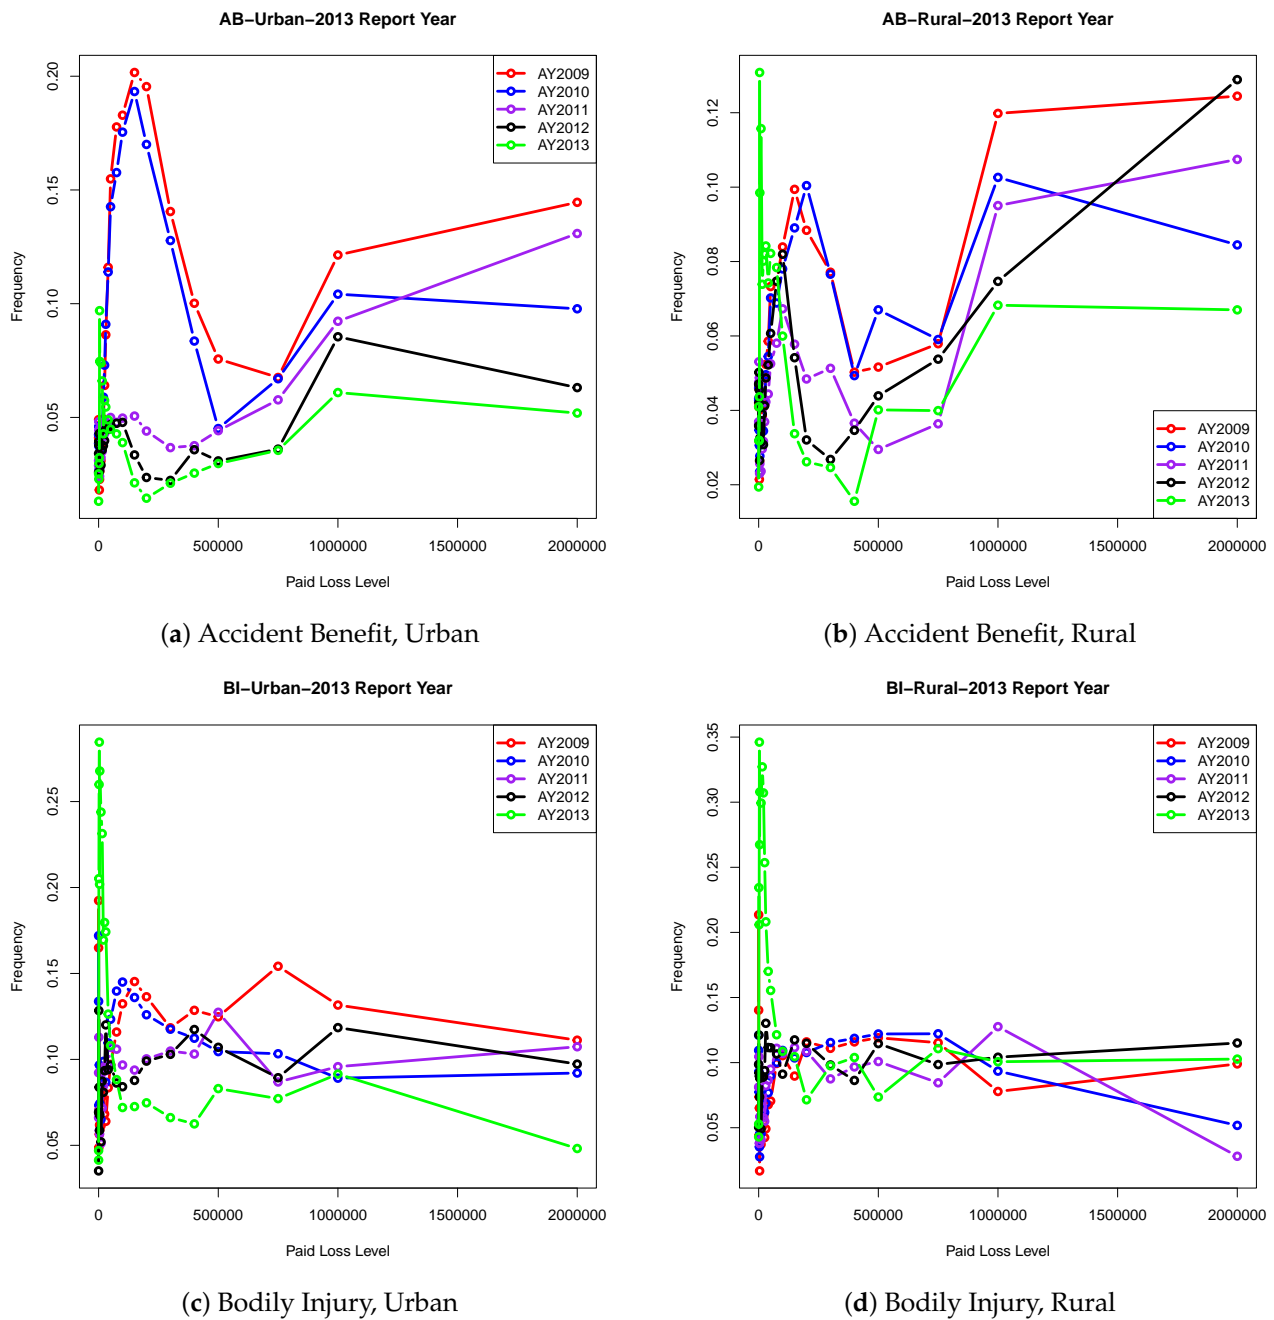 AB−Urban−2013 Report Year
Frequency
0.05 0.10 0.15 0.20
0 500000 1000000 1500000 2000000
Paid Loss Level
AY2009
AY2010
AY2011
AY2012
AY2013
(a) Accident Benefit, Urban
AB−Rural−2013 Report Year
Frequency
0.02 0.04 0.06 0.08 0.10 0.12
0 500000 1000000 1500000 2000000
Paid Loss Level
AY2009
AY2010
AY2011
AY2012
AY2013
(b) Accident Benefit, Rural
BI−Urban−2013 Report Year
Frequency
0.05 0.10 0.15 0.20 0.25
0 500000 1000000 1500000 2000000
Paid Loss Level
AY2009
AY2010
AY2011
AY2012
AY2013
(c) Bodily Injury, Urban
BI−Rural−2013 Report Year
Frequency
0.05 0.10 0.15 0.20 0.25 0.30 0.35
0 500000 1000000 1500000 2000000
Paid Loss Level
AY2009
AY2010
AY2011
AY2012
AY2013
(d) Bodily Injury, Rural